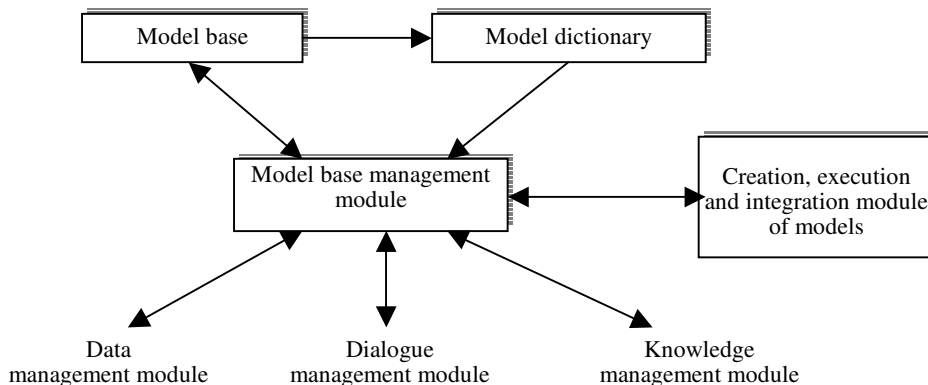 Model base
Model dictionary
Model base management
module
Creation, execution
and integration module
of models
Data
management module
Dialogue
management module
Knowledge
management module